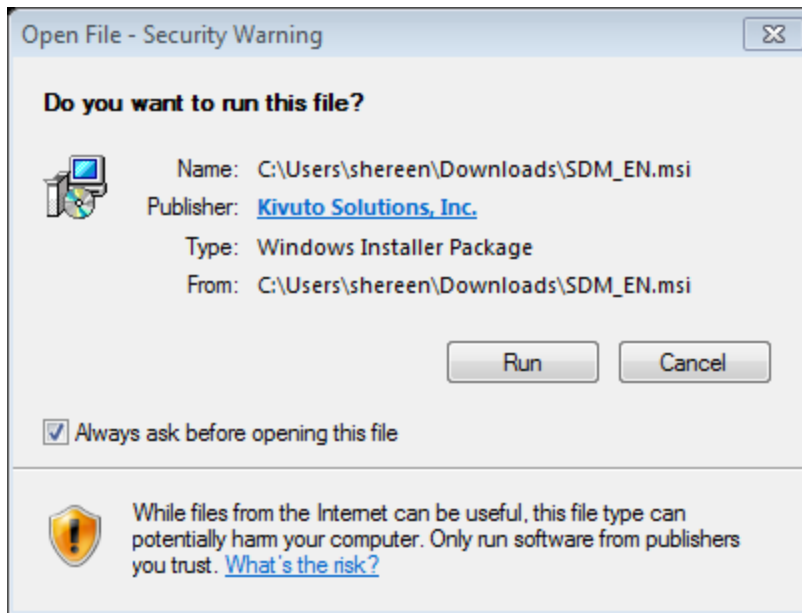 Open File - Security Warning
Do you want to run this file?
Name: C:\Users\shereen\Downloads\SDM_EN.msi
Publisher: Kivuto Solutions, Inc.
Type: Windows Installer Package
From: C:\Users\shereen\Downloads\SDM_EN.msi
Run Cancel
Always ask before opening this file
While files from the Internet can be useful, this file type can
potentially harm your computer. Only run software from publishers
you trust. What's the risk?